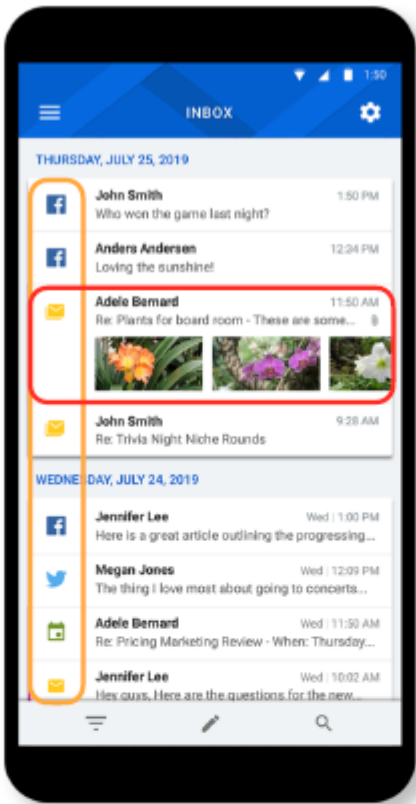 1:50
INBOX
THURSDAY, JULY 25, 2019
John Smith 1:50 PM
Who won the game last night?
Anders Andersen 12:34 PM
Loving the sunshine!
Adele Bernard 11:50 AM
Re: Plants for board room - These are some...
John Smith 9:28 AM
Re: Trivia Night Niche Rounds
WEDNESDAY, JULY 24, 2019
Jennifer Lee Wed | 1:00 PM
Here is a great article outlining the progressing...
Megan Jones Wed | 12:09 PM
The thing I love most about going to concerts...
Adele Bernard Wed | 11:50 AM
Re: Pricing Marketing Review - When: Thursday...
Jennifer Lee Wed | 10:02 AM
Hey guys, Here are the questions for the new...